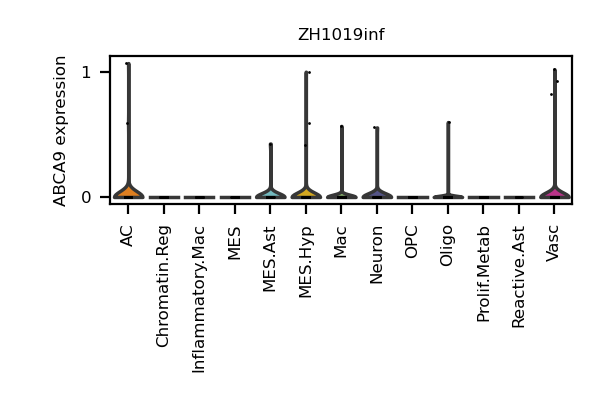 ZH1019inf
ABCA9 expression
1
0
AC
Chromatin.Reg
Inflammatory.Mac
MES
MES.Ast
MES.Hyp
Mac
Neuron
OPC
Oligo
Prolif.Metab
Reactive.Ast
Vasc